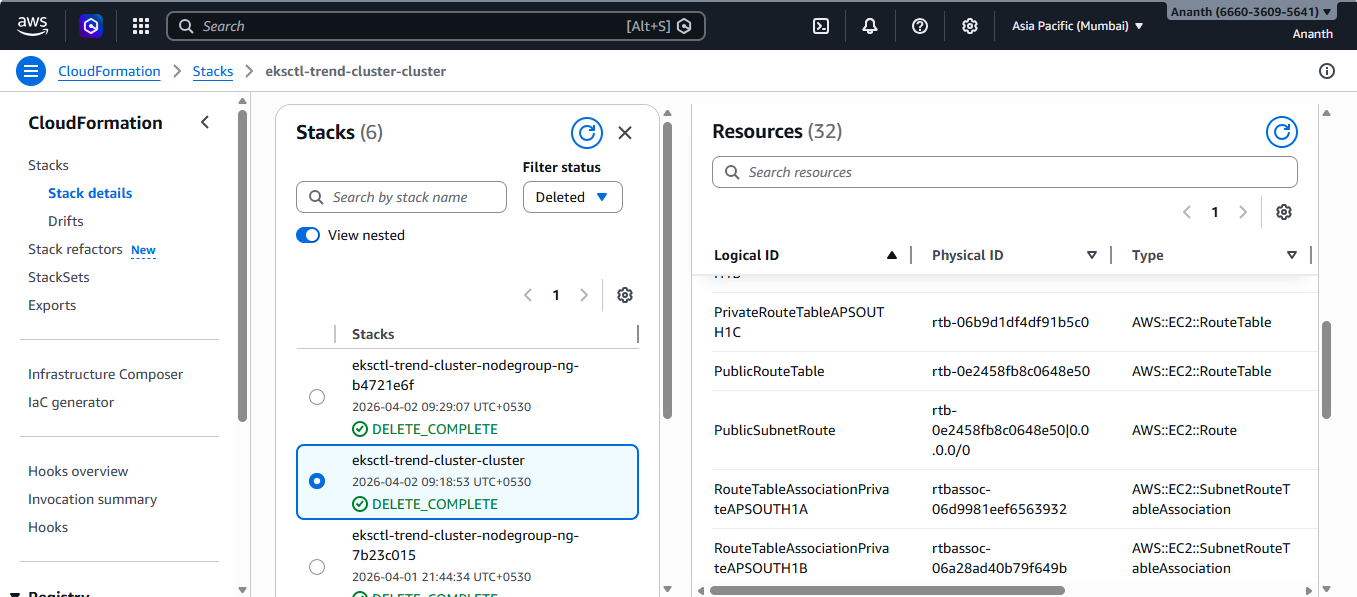 aws
Search
[Alt+S]
Asia Pacific (Mumbai) ▼
Ananth (6660-3609-5641) ▼
Ananth
CloudFormation
Stacks
eksctl-trend-cluster-cluster
CloudFormation
Stacks
Stack details
Drifts
Stack refactors New
StackSets
Exports
Infrastructure Composer
IaC generator
Hooks overview
Invocation summary
Hooks
Registry
Stacks (6)
Filter status
Search by stack name
Deleted
View nested
1
Stacks
eksctl-trend-cluster-nodegroup-ng-
b4721e6f
2026-04-02 09:29:07 UTC+0530
DELETE_COMPLETE
eksctl-trend-cluster-cluster
2026-04-02 09:18:53 UTC+0530
DELETE_COMPLETE
eksctl-trend-cluster-nodegroup-ng-
7b23c015
2026-04-01 21:44:34 UTC+0530
DELETE_COMPLETE
Resources (32)
Search resources
1
Logical ID
Physical ID
Type
H1B
PrivateRouteTableAPSOUT
H1C
rtb-06b9d1df4df91b5c0
AWS::EC2::RouteTable
PublicRouteTable
rtb-0e2458fb8c0648e50
AWS::EC2::RouteTable
PublicSubnetRoute
rtb-
0e2458fb8c0648e50|0.0
.0.0/0
AWS::EC2::Route
RouteTableAssociationPriva
teAPSOUTH1A
rtbassoc-
06d9981eef6563932
AWS::EC2::SubnetRouteT
ableAssociation
RouteTableAssociationPriva
teAPSOUTH1B
rtbassoc-
06a28ad40b79f649b
AWS::EC2::SubnetRouteT
ableAssociation